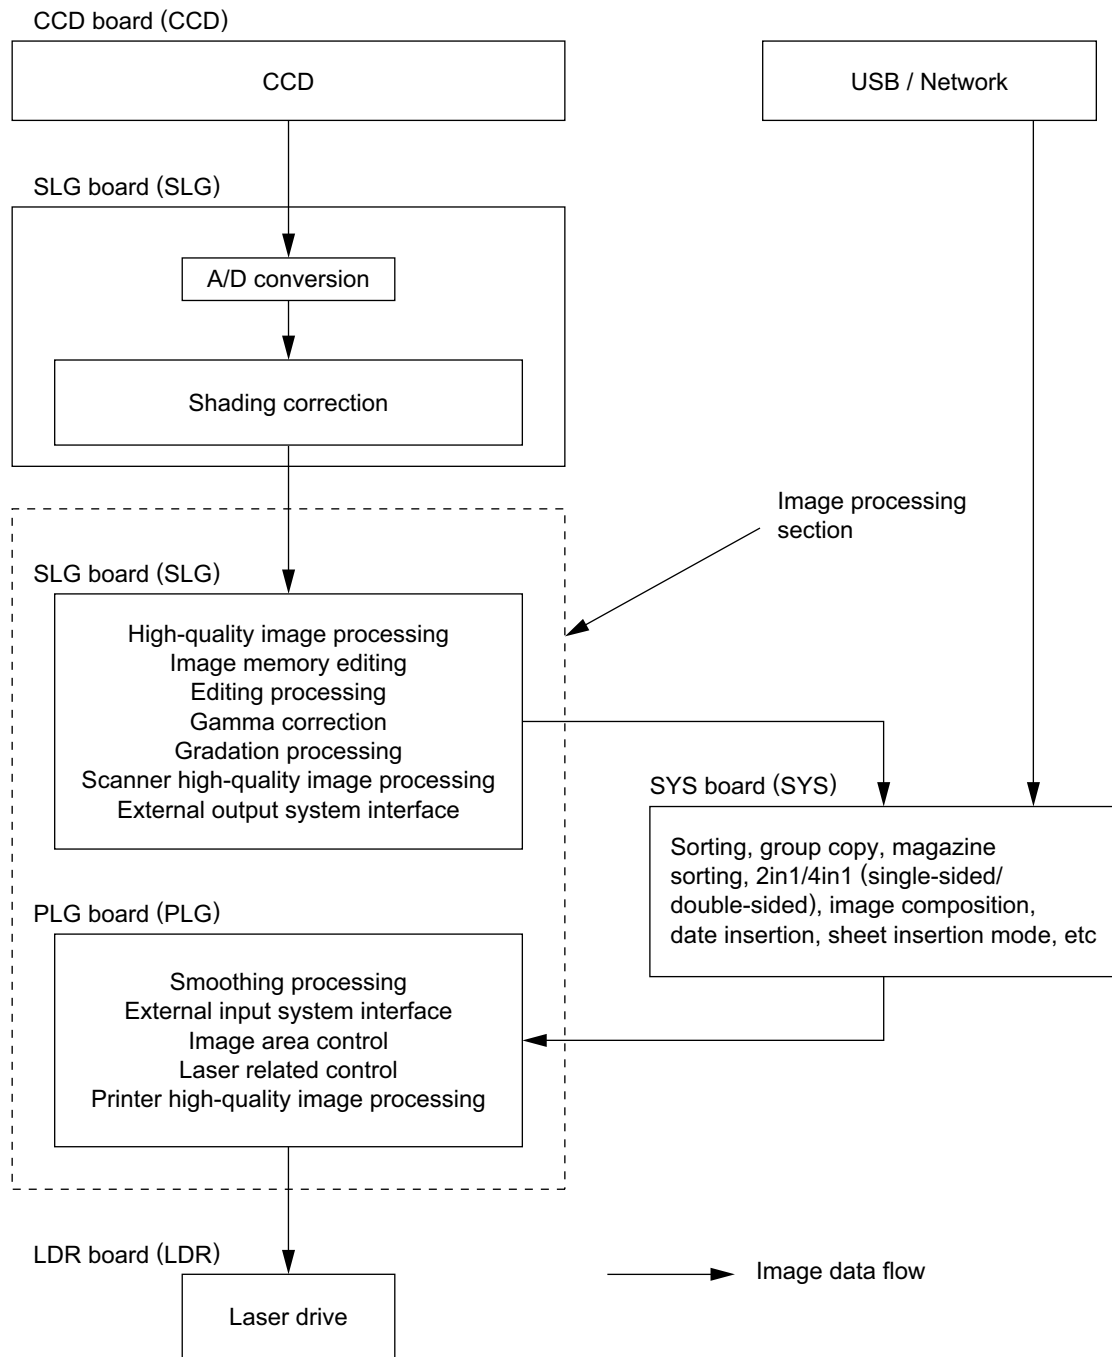 CCD board (CCD)
CCD
USB / Network
SLG board (SLG)
A/D conversion
Shading correction
Image processing
section
SLG board (SLG)
High-quality image processing
Image memory editing
Editing processing
Gamma correction
Gradation processing
Scanner high-quality image processing
External output system interface
SYS board (SYS)
Sorting, group copy, magazine
sorting, 2in1/4in1 (single-sided/
double-sided), image composition,
date insertion, sheet insertion mode, etc
PLG board (PLG)
Smoothing processing
External input system interface
Image area control
Laser related control
Printer high-quality image processing
LDR board (LDR)
Laser drive
Image data flow